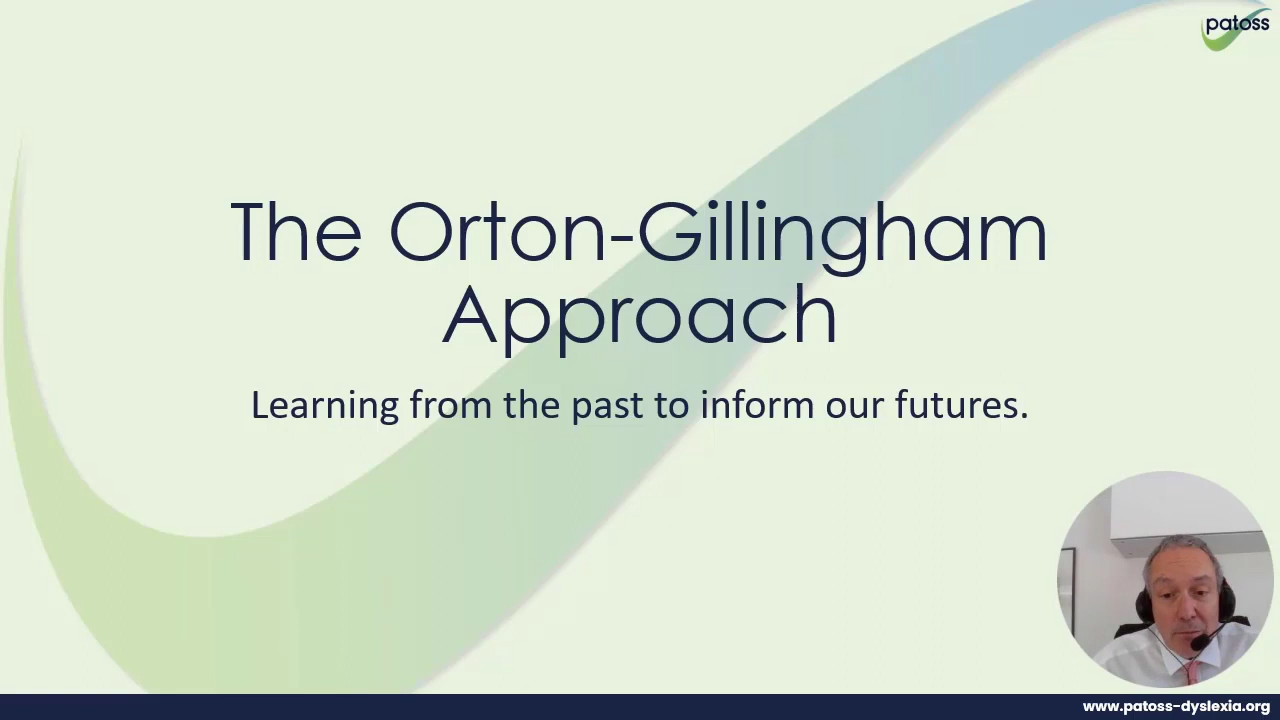 patoss
The Orton-Gillingham
Approach
Learning from the past to inform our futures.
www.patoss-dyslexia.org